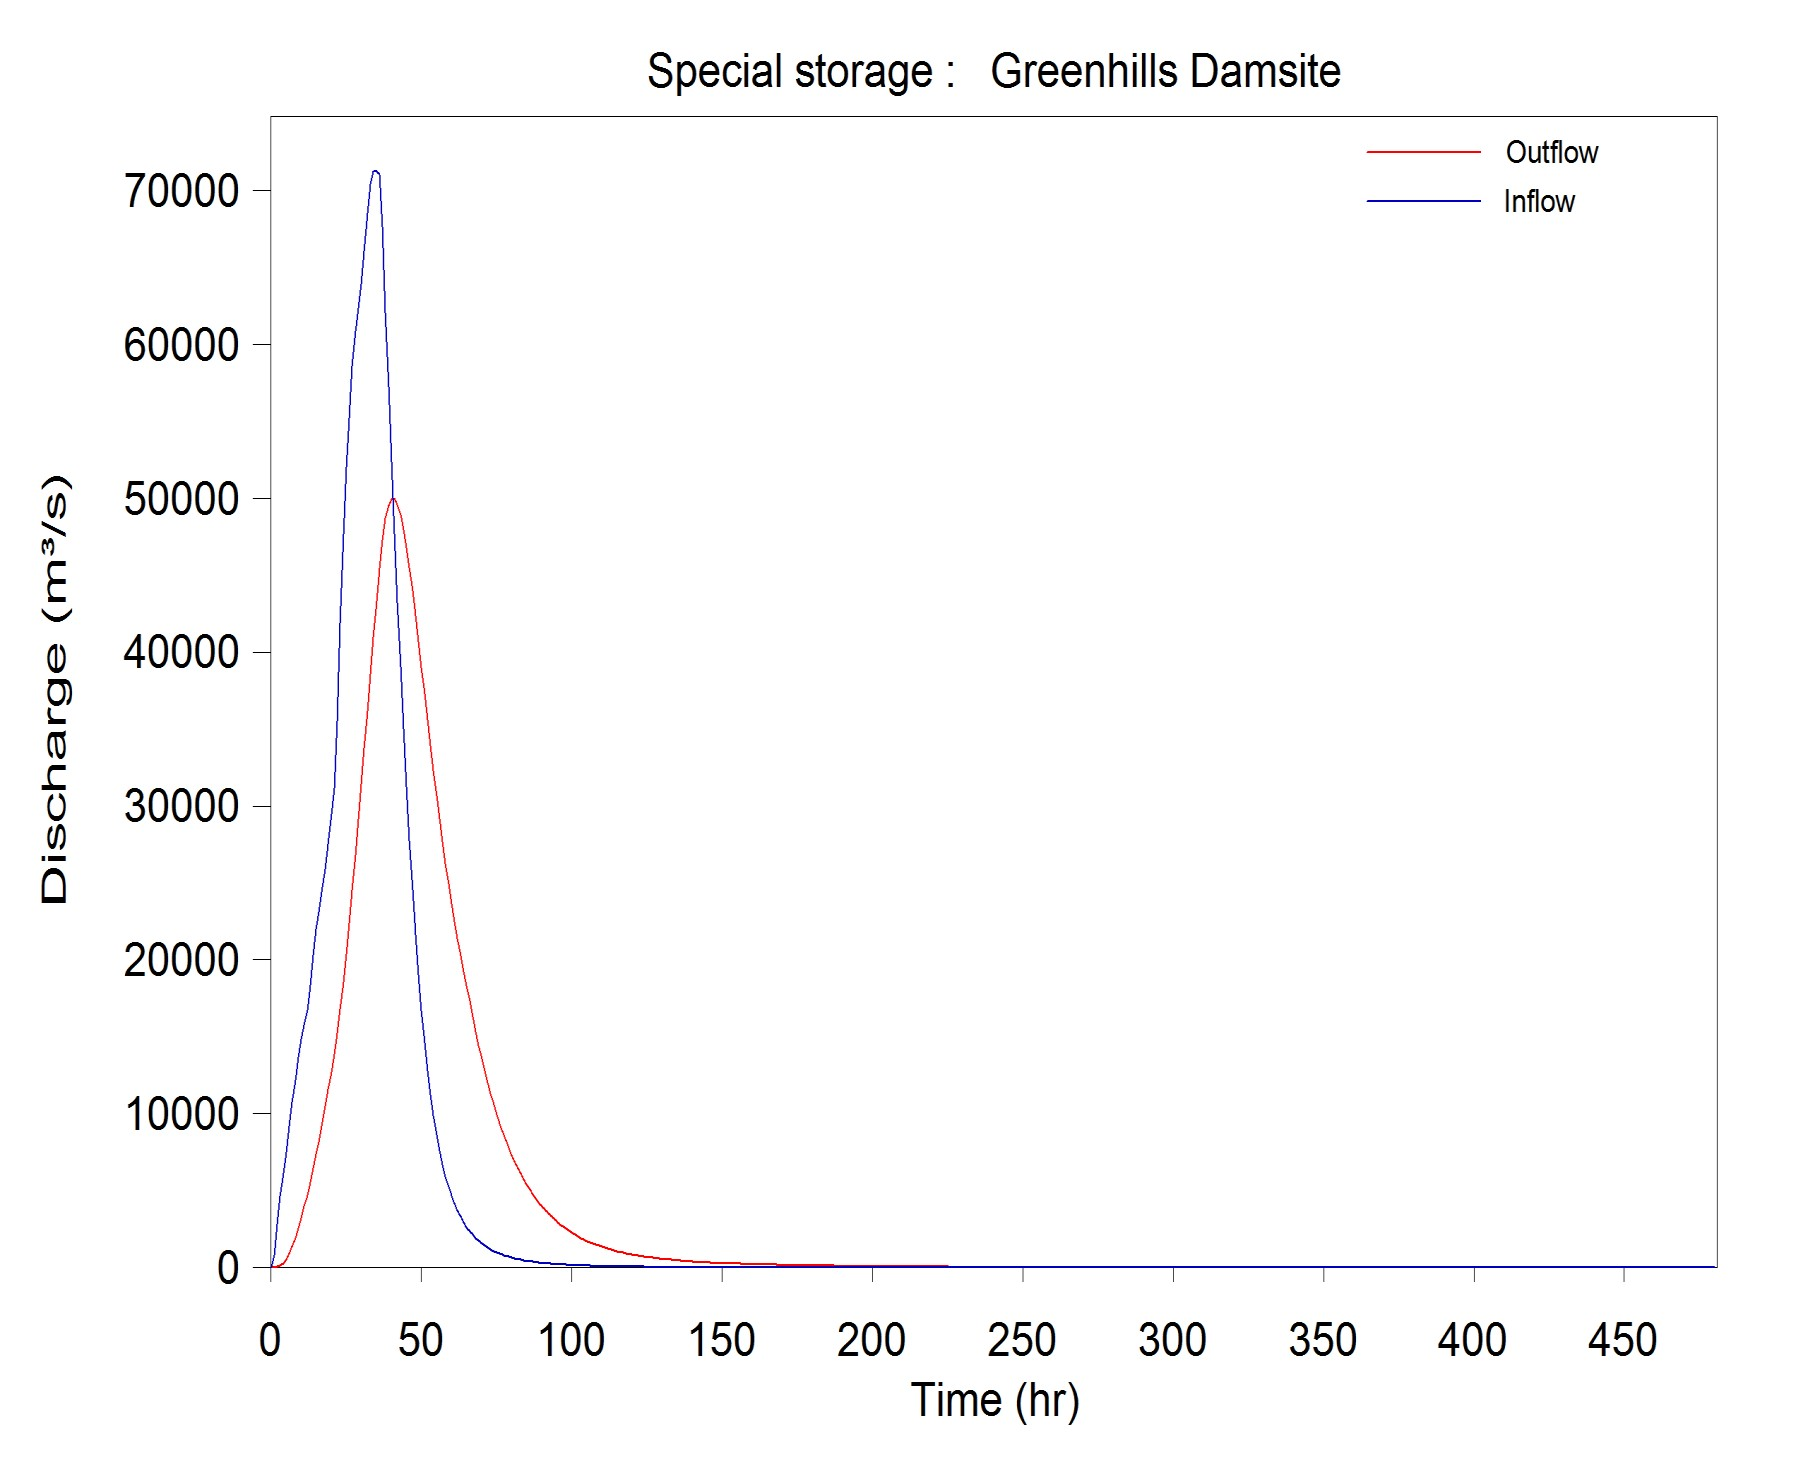 Special storage :   Greenhills Damsite
Outflow
Inflow
Discharge (m³/s)
70000
60000
50000
40000
30000
20000
10000
0
0 50 100 150 200 250 300 350 400 450
Time (hr)